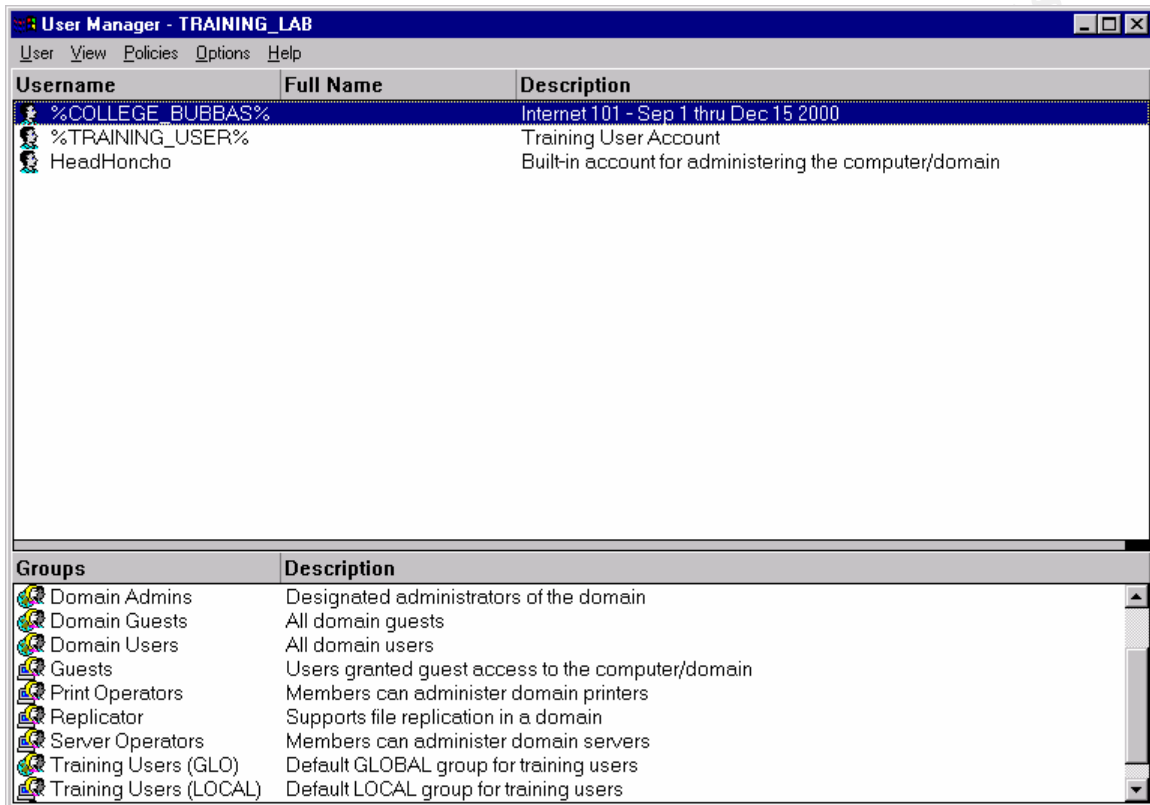 User Manager - TRAINING_LAB
User View Policies Options Help
Username Full Name Description
%COLLEGE_BUBBAS% Internet 101 - Sep 1 thru Dec 15 2000
%TRAINING_USER% Training User Account
HeadHoncho Built-in account for administering the computer/domain
Groups Description
Domain Admins Designated administrators of the domain
Domain Guests All domain guests
Domain Users All domain users
Guests Users granted guest access to the computer/domain
Print Operators Members can administer domain printers
Replicator Supports file replication in a domain
Server Operators Members can administer domain servers
Training Users (GLO) Default GLOBAL group for training users
Training Users (LOCAL) Default LOCAL group for training users